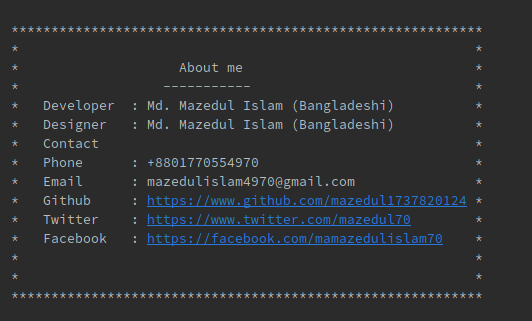 ***********************************************************
*                                                         *
*                    About me                             *
*                  -----------                            *
*   Developer  : Md. Mazedul Islam (Bangladeshi)          *
*   Designer   : Md. Mazedul Islam (Bangladeshi)          *
*   Contact                                               *
*   Phone      : +8801770554970                           *
*   Email      : mazedulislam4970@gmail.com               *
*   Github     : https://www.github.com/mazedul1737820124 *
*   Twitter    : https://www.twitter.com/mazedul70        *
*   Facebook   : https://facebook.com/mamazedulislam70    *
*                                                         *
*                                                         *
***********************************************************